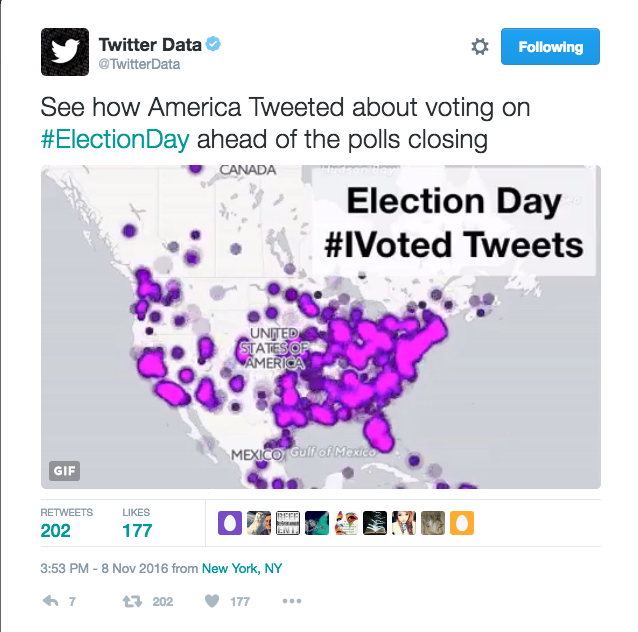 Twitter Data
@TwitterData
Following
See how America Tweeted about voting on
#ElectionDay ahead of the polls closing
CANADA
Hudson Bay
Election Day
#IVoted Tweets
UNITED
STATES OF
AMERICA
MEXICO
Gulf of Mexico
GIF
RETWEETS
LIKES
202
177
3:53 PM - 8 Nov 2016 from New York, NY
7
202
177